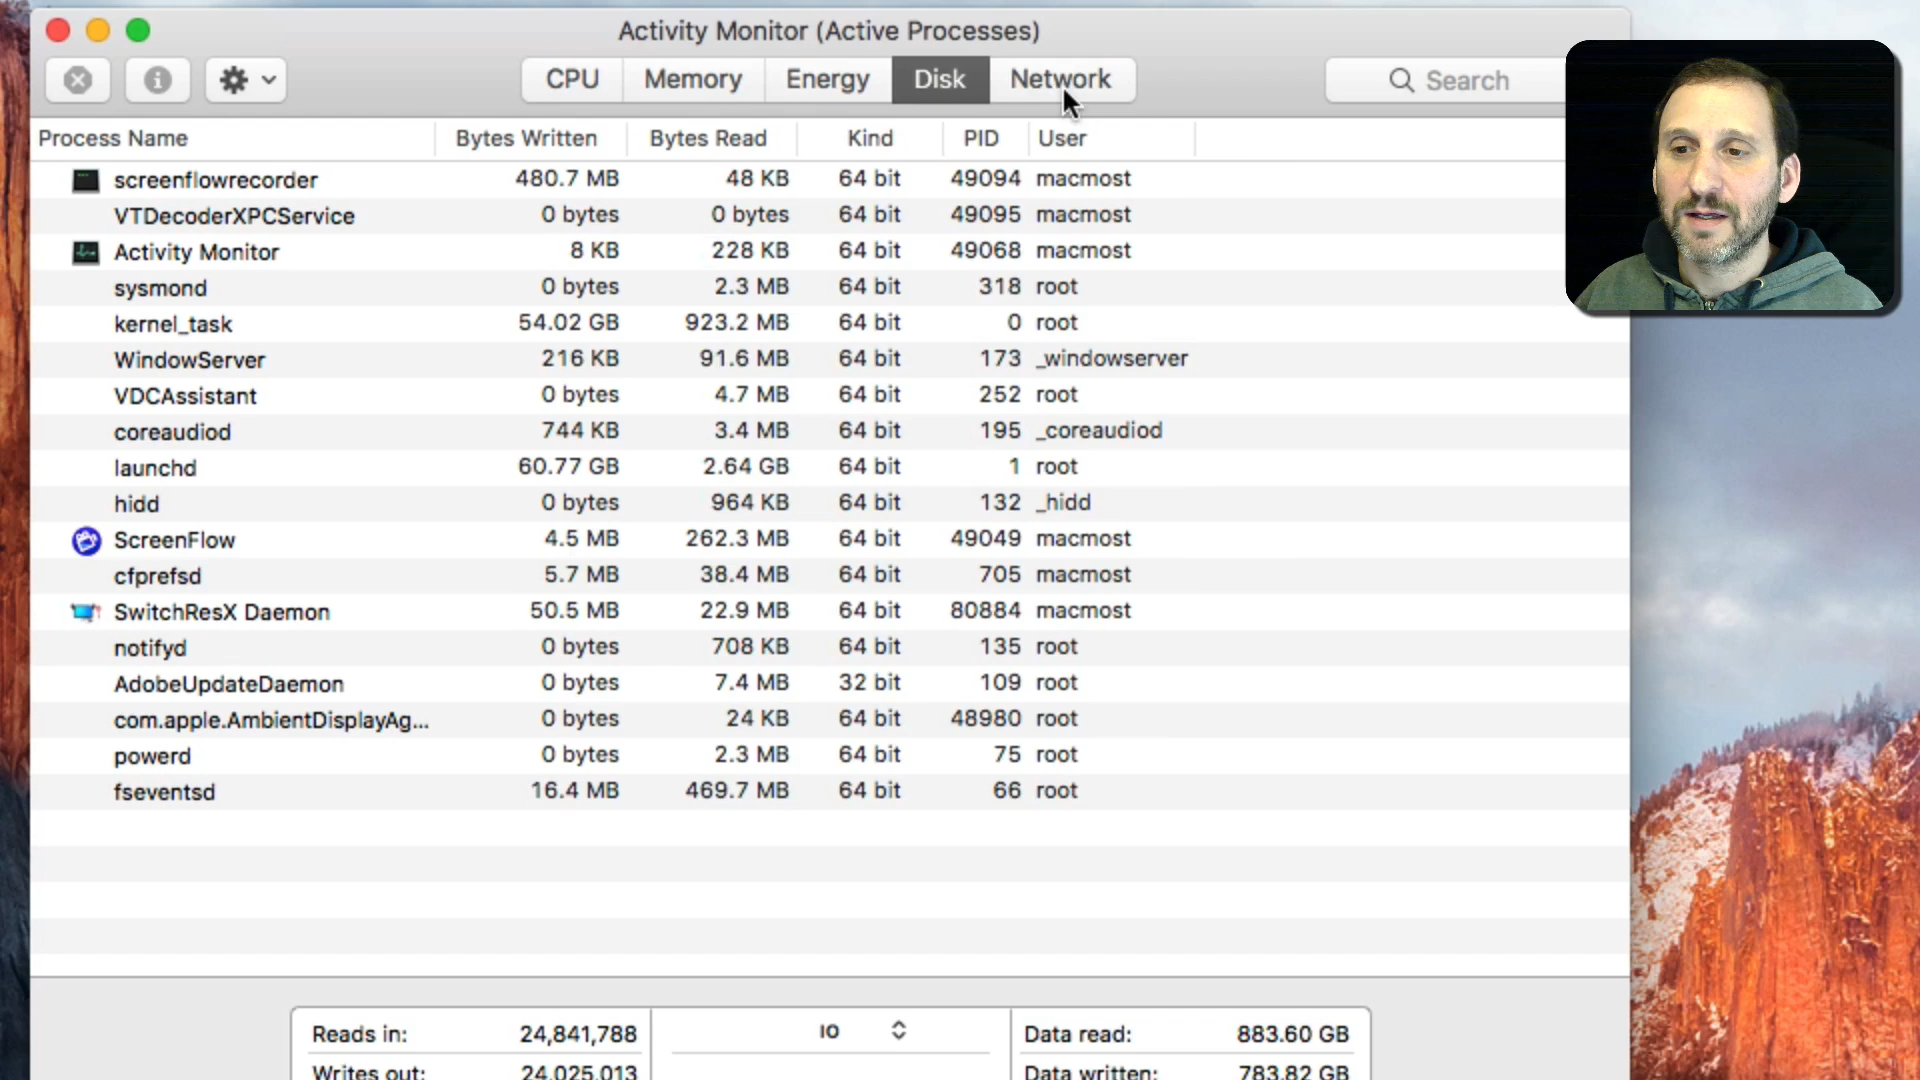 Activity Monitor (Active Processes)
CPU Memory Energy Disk Network Search
Process Name Bytes Written Bytes Read Kind PID User
screenflowrecorder 480.7 MB 48 KB 64 bit 49094 macmost
VTDecoderXPCService 0 bytes 0 bytes 64 bit 49095 macmost
Activity Monitor 8 KB 228 KB 64 bit 49068 macmost
sysmond 0 bytes 2.3 MB 64 bit 318 root
kernel_task 54.02 GB 923.2 MB 64 bit 0 root
WindowServer 216 KB 91.6 MB 64 bit 173 _windowserver
VDCAssistant 0 bytes 4.7 MB 64 bit 252 root
coreaudiod 744 KB 3.4 MB 64 bit 195 _coreaudiod
launchd 60.77 GB 2.64 GB 64 bit 1 root
hidd 0 bytes 964 KB 64 bit 132 _hidd
ScreenFlow 4.5 MB 262.3 MB 64 bit 49049 macmost
cfprefsd 5.7 MB 38.4 MB 64 bit 705 macmost
SwitchResX Daemon 50.5 MB 22.9 MB 64 bit 80884 macmost
notifyd 0 bytes 708 KB 64 bit 135 root
AdobeUpdateDaemon 0 bytes 7.4 MB 32 bit 109 root
com.apple.AmbientDisplayAg... 0 bytes 24 KB 64 bit 48980 root
powerd 0 bytes 2.3 MB 64 bit 75 root
fseventsd 16.4 MB 469.7 MB 64 bit 66 root
Reads in: 24,841,788 IO Data read: 883.60 GB
Writes out: 24,025,013 Data written: 783.82 GB